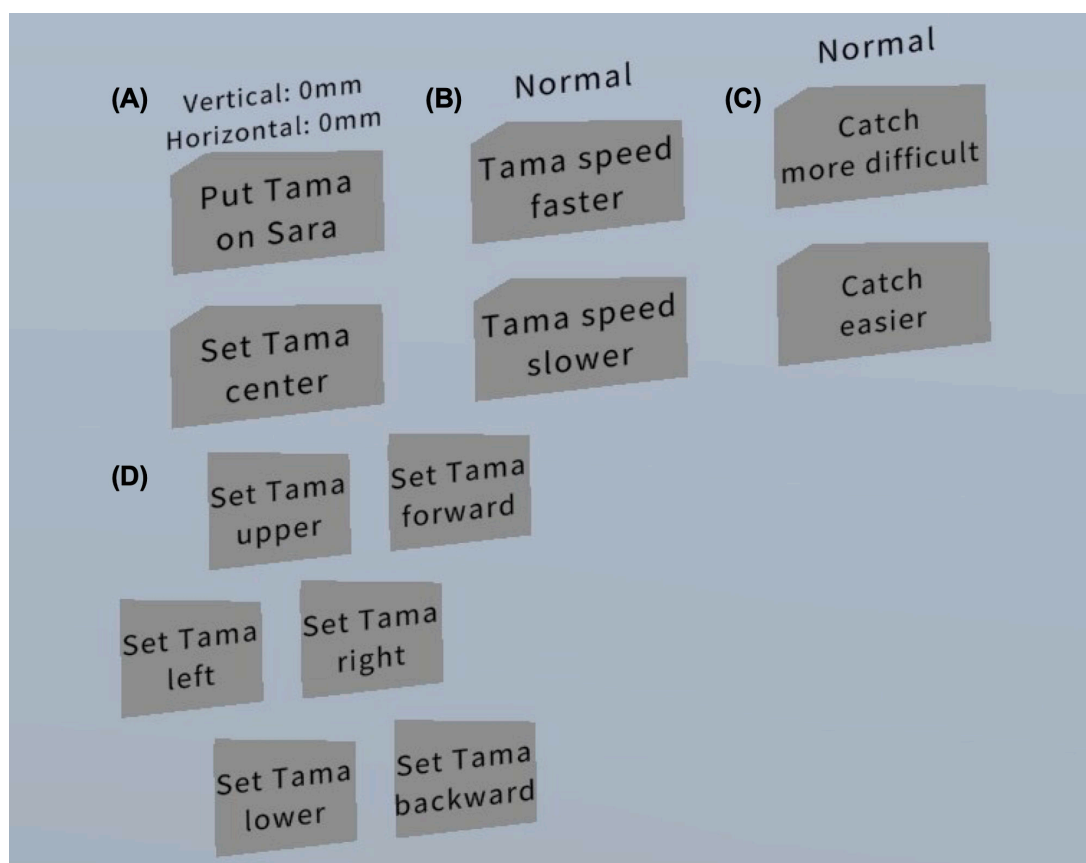 (A)
Vertical: 0mm
Horizontal: 0mm
Put Tama
on Sara
Set Tama
center
(B)
Normal
Tama speed
faster
Tama speed
slower
(C)
Normal
Catch
more difficult
Catch
easier
(D)
Set Tama
upper
Set Tama
forward
Set Tama
left
Set Tama
right
Set Tama
lower
Set Tama
backward